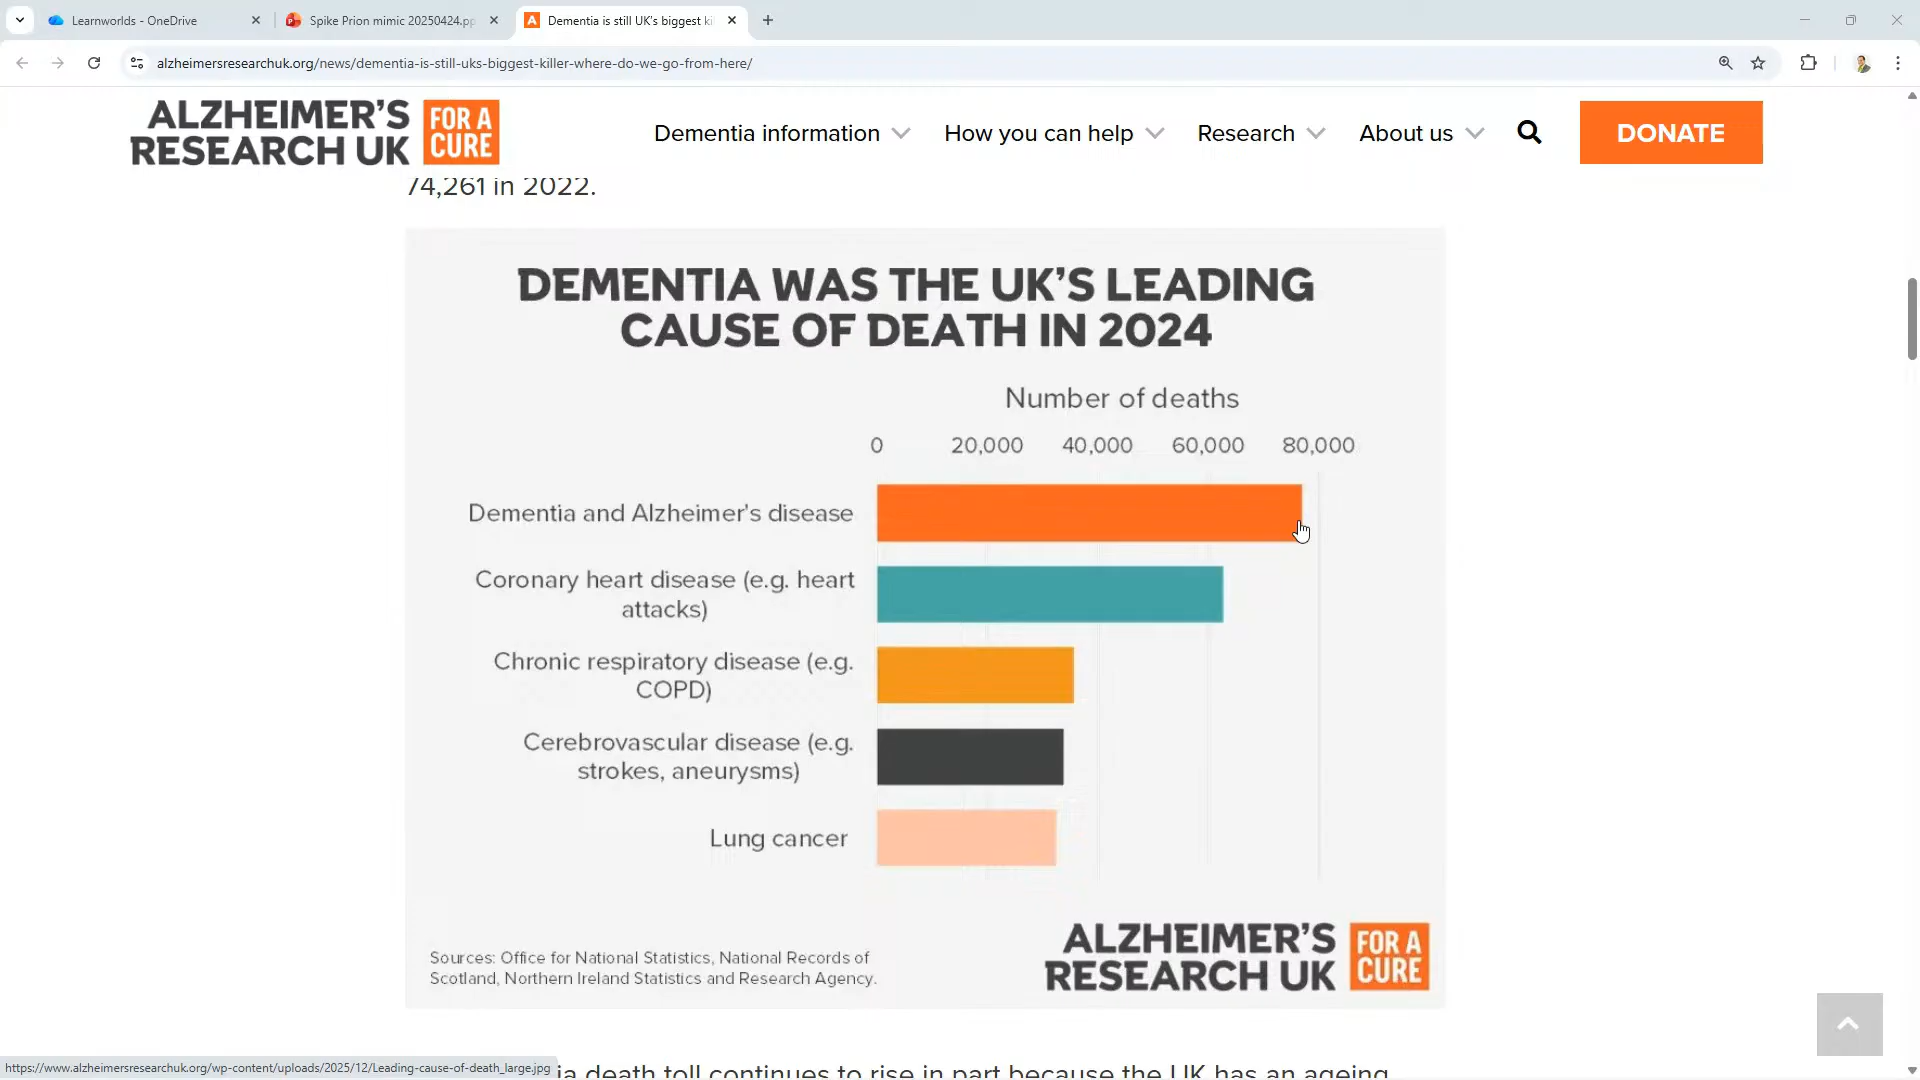 Learnworlds - OneDrive
Spike Prion mimic 20250424.pp
Dementia is still UK's biggest ki
alzheimersresearchuk.org/news/dementia-is-still-uks-biggest-killer-where-do-we-go-from-here/
ALZHEIMER'S
RESEARCH UK
FOR A
CURE
Dementia information
How you can help
Research
About us
DONATE
74,261 in 2022.
DEMENTIA WAS THE UK'S LEADING
CAUSE OF DEATH IN 2024
Number of deaths
0 20,000 40,000 60,000 80,000
Dementia and Alzheimer's disease
Coronary heart disease (e.g. heart
attacks)
Chronic respiratory disease (e.g.
COPD)
Cerebrovascular disease (e.g.
strokes, aneurysms)
Lung cancer
Sources: Office for National Statistics, National Records of
Scotland, Northern Ireland Statistics and Research Agency.
ALZHEIMER'S
RESEARCH UK
FOR A
CURE
death toll continues to rise in part because the UK has an ageing
https://www.alzheimersresearchuk.org/wp-content/uploads/2025/12/Leading-cause-of-death_large.jpg